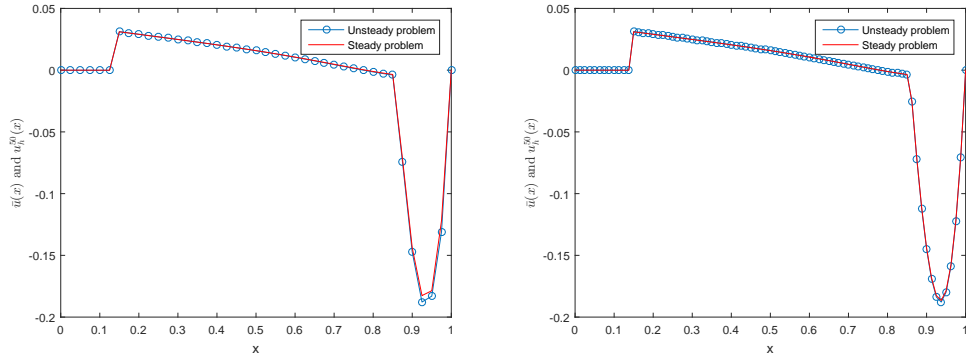 0.05
0
-0.05
-0.1
-0.15
-0.2
ū(x) and u_h^{50}(x)
Unsteady problem
Steady problem
0 0.1 0.2 0.3 0.4 0.5 0.6 0.7 0.8 0.9 1
x
0.05
0
-0.05
-0.1
-0.15
-0.2
ū(x) and u_h^{50}(x)
Unsteady problem
Steady problem
0 0.1 0.2 0.3 0.4 0.5 0.6 0.7 0.8 0.9 1
x